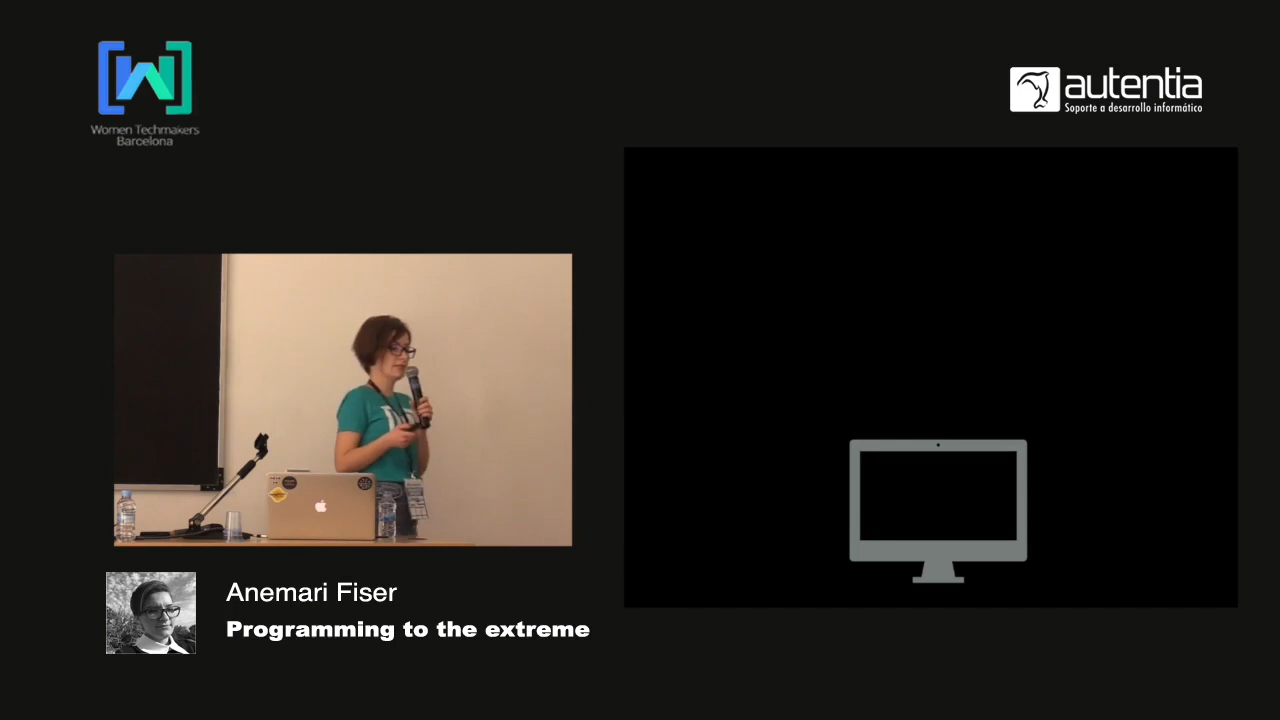 Women Techmakers
Barcelona
autentia
Soporte a desarrollo informático
Anemari Fiser
Programming to the extreme